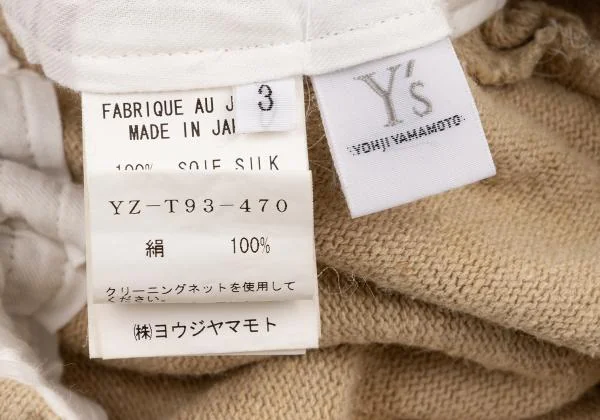 FABRIQUE AU J
3
MADE IN JA
100% SOIE SILK
YZ-T93-470
絹 100%
クリーニングネットを使用して
ください。
㈱ヨウジヤマモト
Y's
YOHJI YAMAMOTO